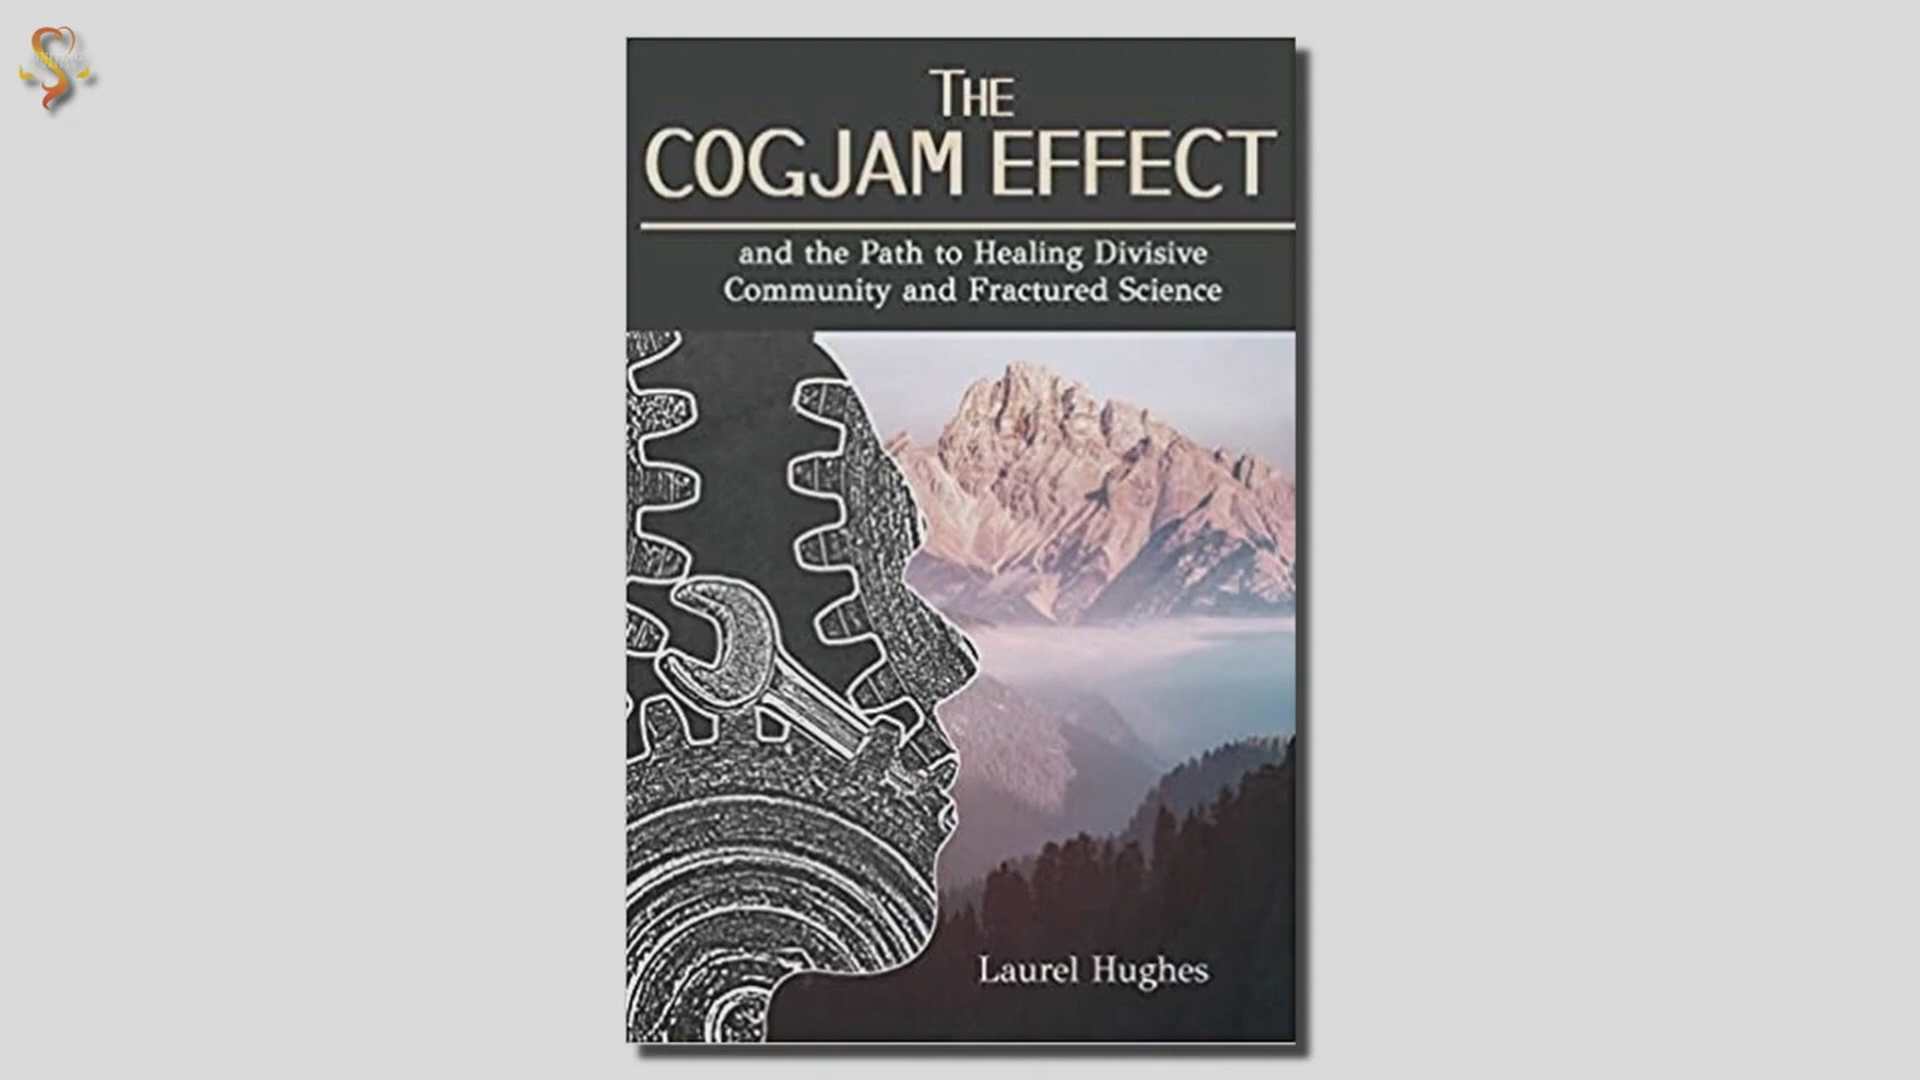 THE
COGJAM EFFECT
and the Path to Healing Divisive
Community and Fractured Science
Laurel Hughes